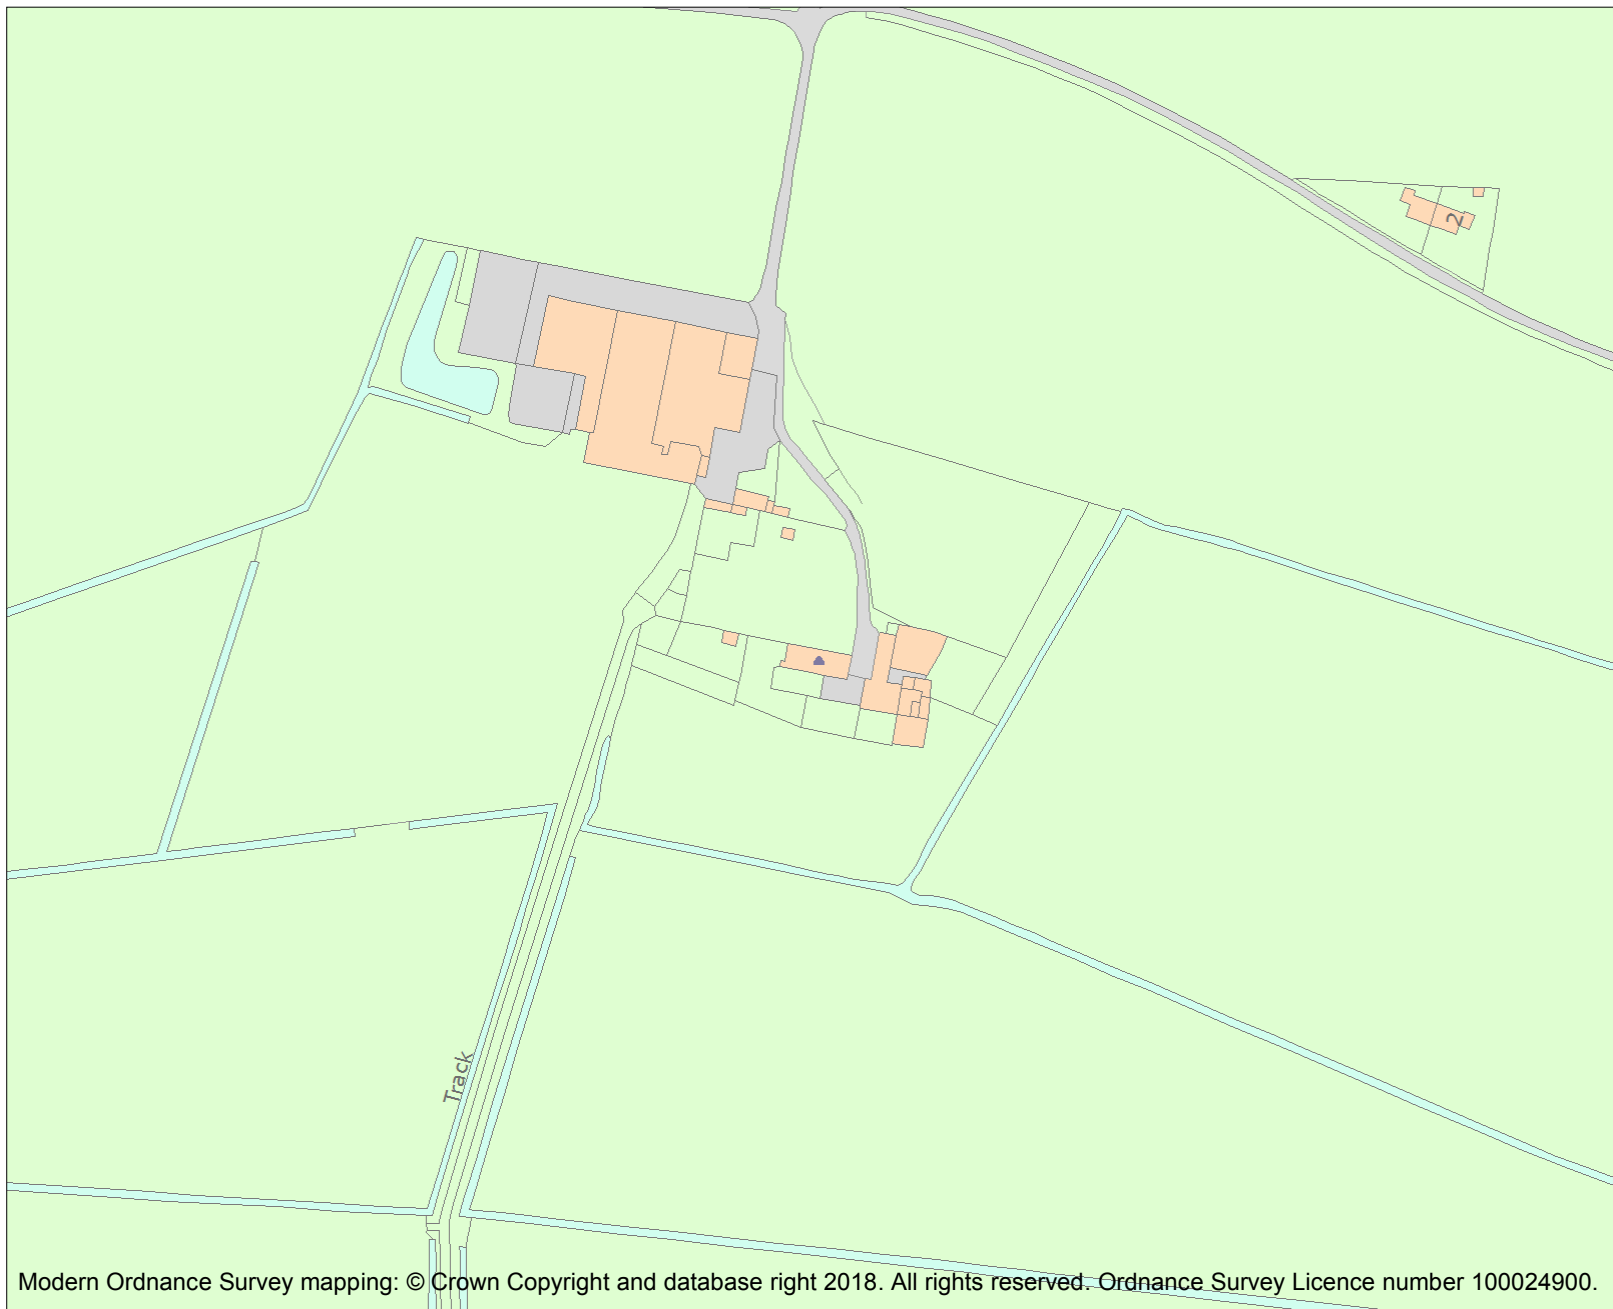 2
Track
Modern Ordnance Survey mapping: © Crown Copyright and database right 2018. All rights reserved. Ordnance Survey Licence number 100024900.